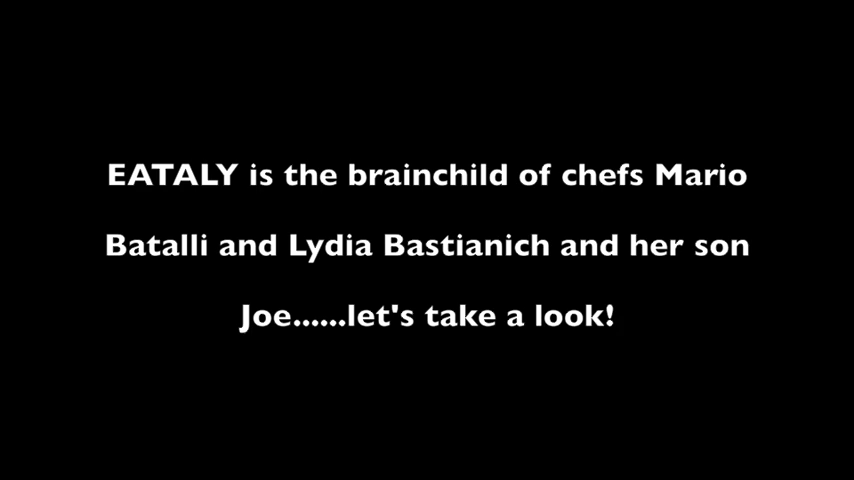 EATALY is the brainchild of chefs Mario
Batalli and Lydia Bastianich and her son
Joe......let's take a look!